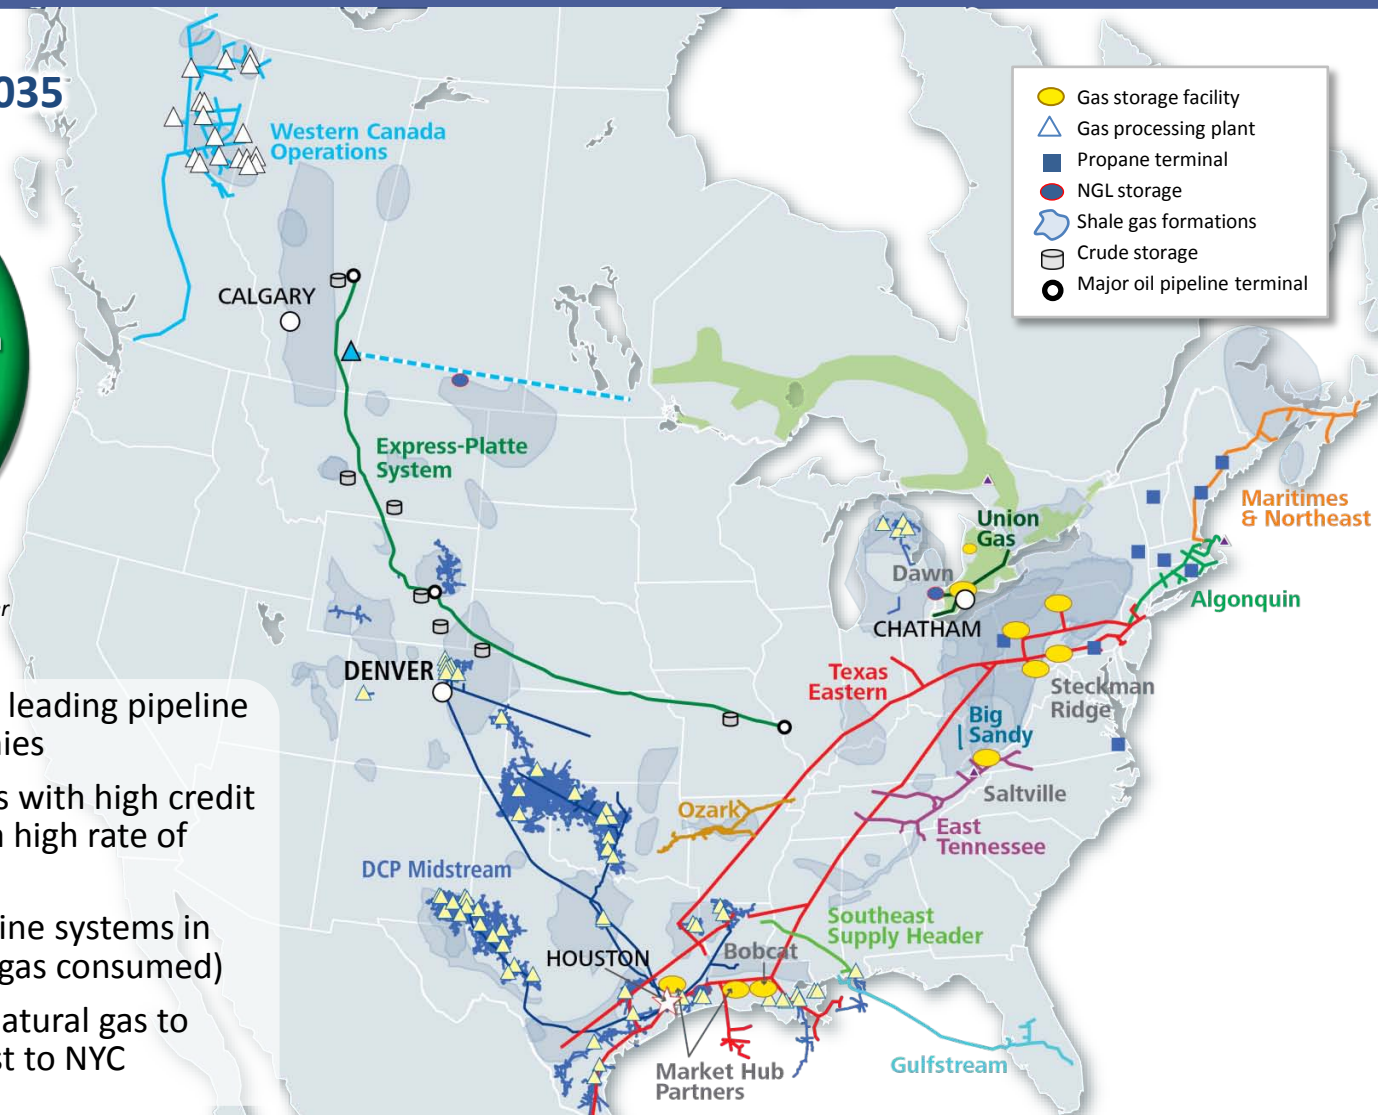 035
Gas storage facility
Gas processing plant
Propane terminal
NGL storage
Shale gas formations
Crude storage
Major oil pipeline terminal
Western Canada
Operations
CALGARY
Express-Platte
System
Union
Gas
Maritimes
& Northeast
Dawn
Algonquin
CHATHAM
Texas
Eastern
DENVER
Steckman
Ridge
leading pipeline
Big
Sandy
s with high credit
high rate of
Saltville
Ozark
East
Tennessee
DCP Midstream
Southeast
Supply Header
line systems in
gas consumed)
HOUSTON
Bobcat
natural gas to
st to NYC
Gulfstream
Market Hub
Partners